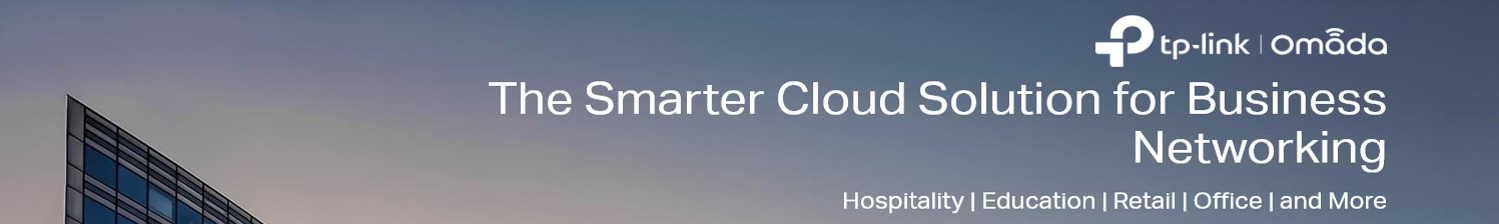 tp-link | Omada
The Smarter Cloud Solution for Business
Networking
Hospitality | Education | Retail | Office | and More